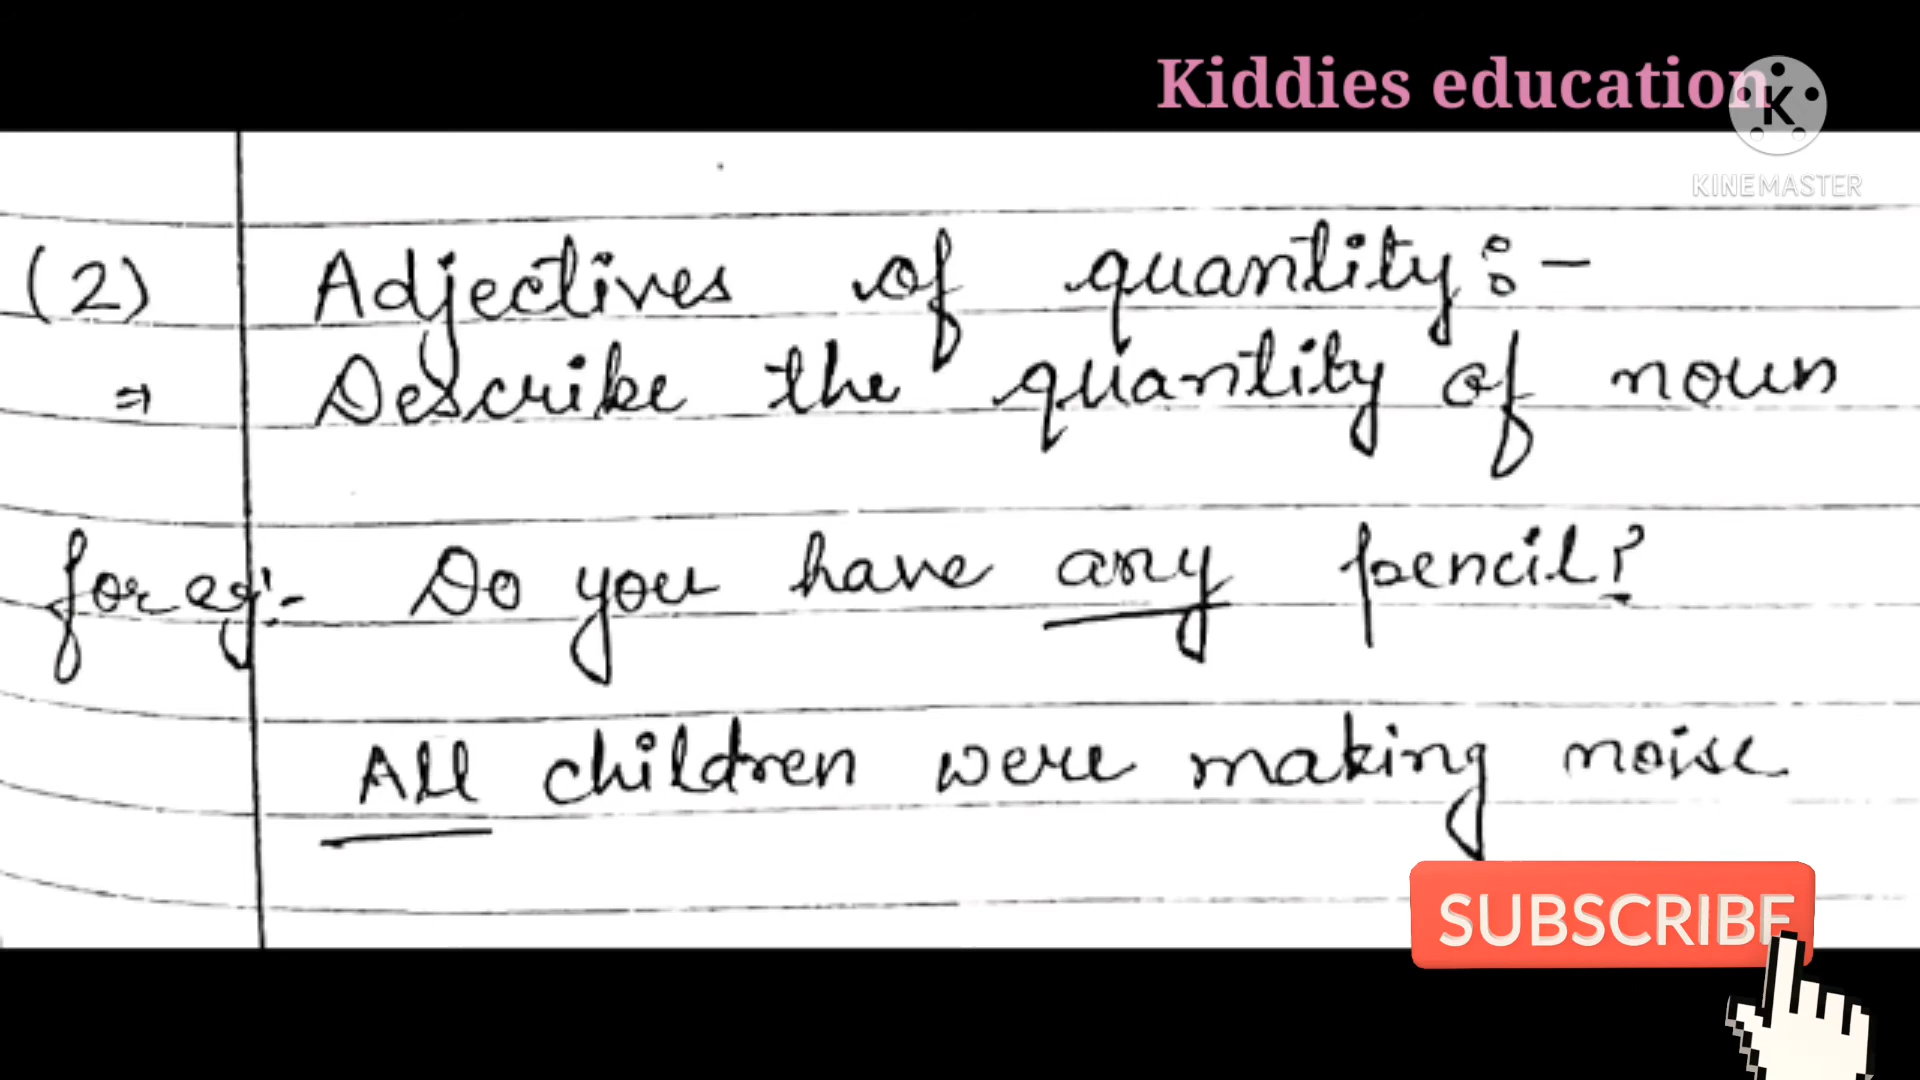 Kiddies education
K
KINEMASTER
(2) Adjectives of quantity :-
⇒ Describe the quantity of noun
for eg:- Do you have any pencil?
All children were making noise
SUBSCRIBE